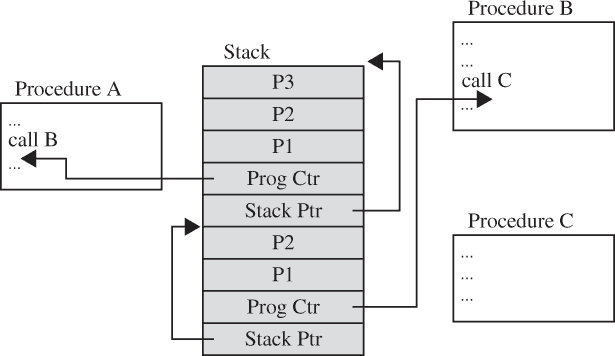 Procedure A
...
call B
...
Stack
P3
P2
P1
Prog Ctr
Stack Ptr
P2
P1
Prog Ctr
Stack Ptr
Procedure B
...
...
call C
...
Procedure C
...
...
...